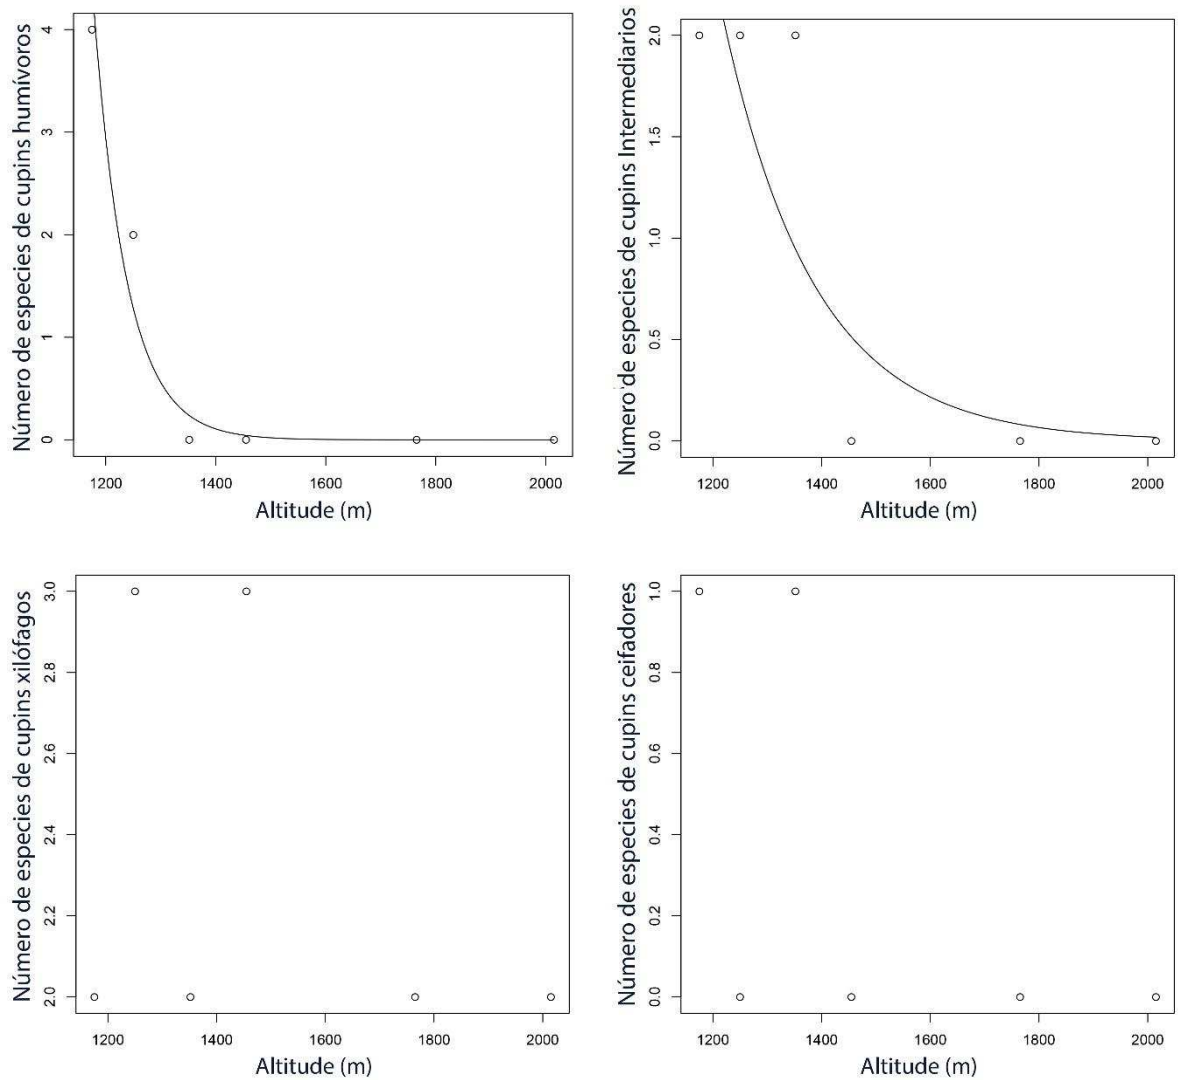 Número de especies de cupins humívoros
4
3
2
1
0
1200 1400 1600 1800 2000
Altitude (m)
Número de especies de cupins Intermediarios
2.0
1.5
1.0
0.5
0.0
1200 1400 1600 1800 2000
Altitude (m)
Número de especies de cupins xilófagos
3.0
2.8
2.6
2.4
2.2
2.0
1200 1400 1600 1800 2000
Altitude (m)
Número de especies de cupins ceifadores
1.0
0.8
0.6
0.4
0.2
0.0
1200 1400 1600 1800 2000
Altitude (m)